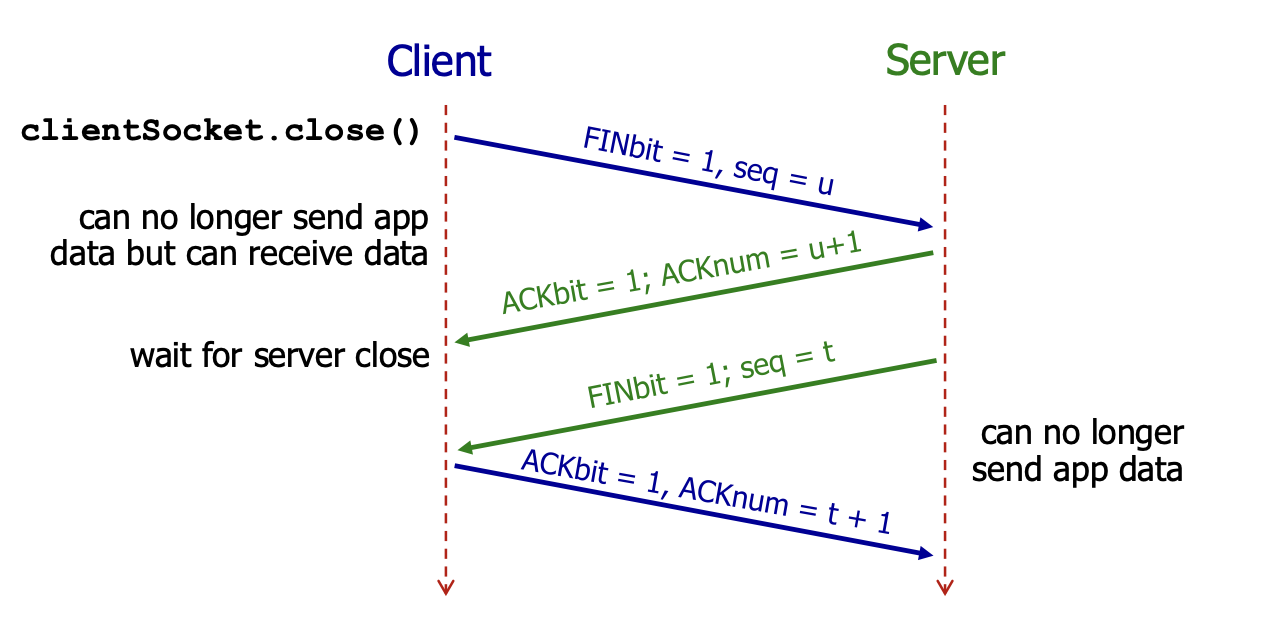 Client
Server
clientSocket.close()
FINbit = 1, seq = u
can no longer send app
data but can receive data
ACKbit = 1; ACKnum = u+1
wait for server close
FINbit = 1; seq = t
can no longer
send app data
ACKbit = 1, ACKnum = t + 1